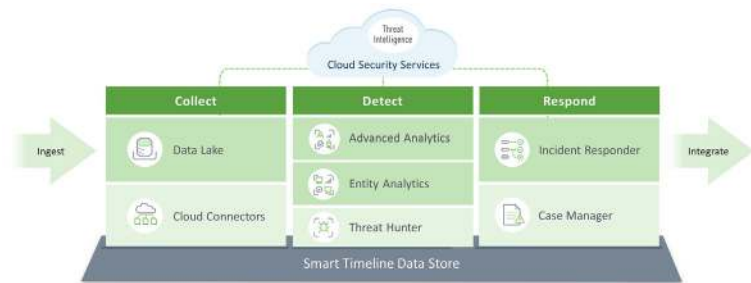 Threat
Intelligence
Cloud Security Services
Collect
Detect
Respond
Ingest
Data Lake
Cloud Connectors
Advanced Analytics
Entity Analytics
Threat Hunter
Incident Responder
Case Manager
Integrate
Smart Timeline Data Store